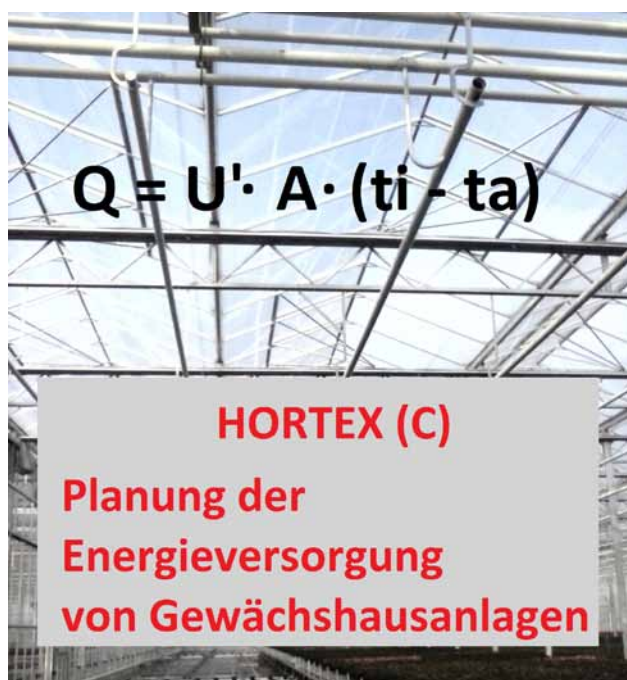 Q = U'· A· (ti - ta)
HORTEX (C)
Planung der
Energieversorgung
von Gewächshausanlagen